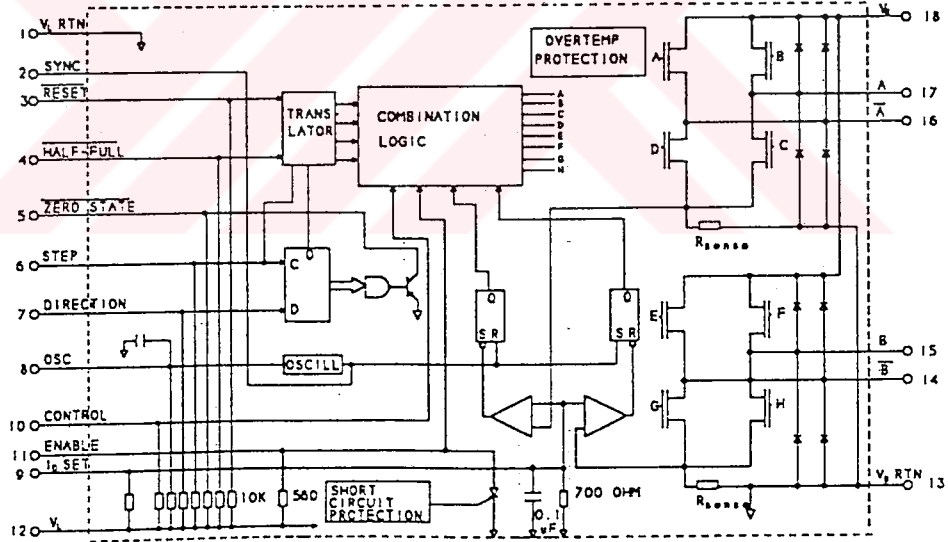 1 VL RTN
2 SYNC
3 RESET
4 HALF-FULL
5 ZERO STATE
6 STEP
7 DIRECTION
8 OSC
10 CONTROL
11 ENABLE
9 IO SET
12 VL
TRANS
LATOR
COMBINATION
LOGIC
A
B
C
D
E
F
G
H
OVERTEMP
PROTECTION
C
D
OSCILL
Q
S R
Q
S R
10K
560
SHORT
CIRCUIT
PROTECTION
0.1
uF
700 OHM
A
B
D
C
Rsense
E
F
G
H
Rsense
VS 18
A 17
A 16
B 15
B 14
VS RTN 13